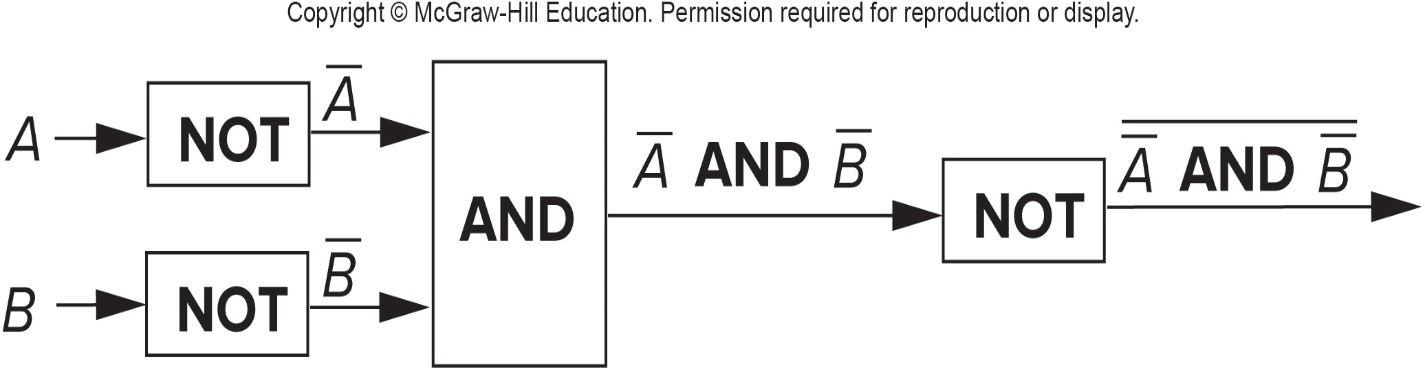 Copyright © McGraw-Hill Education. Permission required for reproduction or display.
A NOT A̅
B NOT B̅
AND
A̅ AND B̅
NOT
A̅ AND B̅